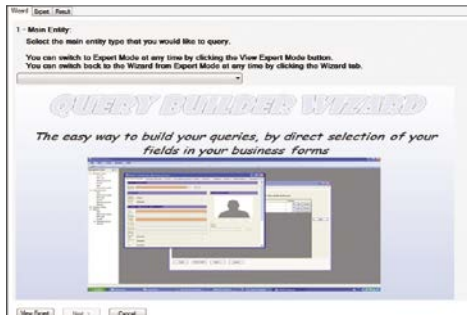 Wizard Expert Result
1 - Main Entity:
Select the main entity type that you would like to query.
You can switch to Expert Mode at any time by clicking the View Expert Mode button.
You can switch back to the Wizard from Expert Mode at any time by clicking the Wizard tab.
QUERY BUILDER WIZARD
The easy way to build your queries, by direct selection of your
fields in your business forms
View Expert Next > Cancel